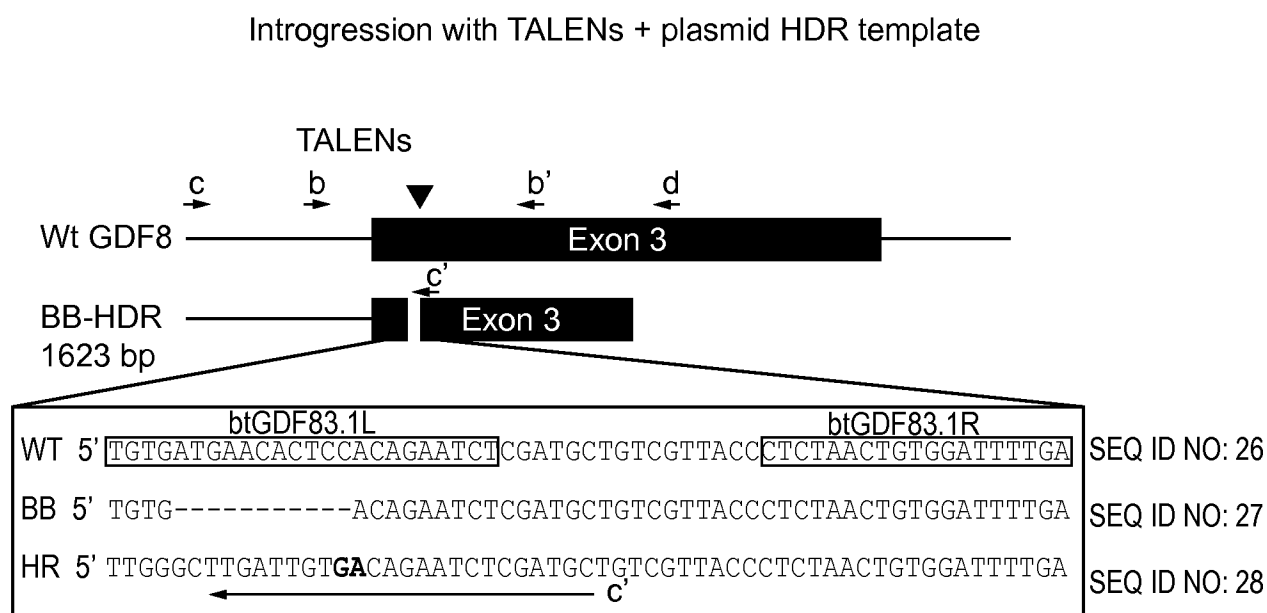 Introgression with TALENs + plasmid HDR template
TALENs
c b b' d
Wt GDF8 Exon 3
c'
BB-HDR Exon 3
1623 bp
btGDF83.1L btGDF83.1R
WT 5' TGTGATGAACACTCCACAGAATCTCGATGCTGTCGTTACCCTCTAACTGTGGATTTTGA SEQ ID NO: 26
BB 5' TGTG-----------ACAGAATCTCGATGCTGTCGTTACCCTCTAACTGTGGATTTTGA SEQ ID NO: 27
HR 5' TTGGGCTTGATTGTGACAGAATCTCGATGCTGTCGTTACCCTCTAACTGTGGATTTTGA SEQ ID NO: 28
c'